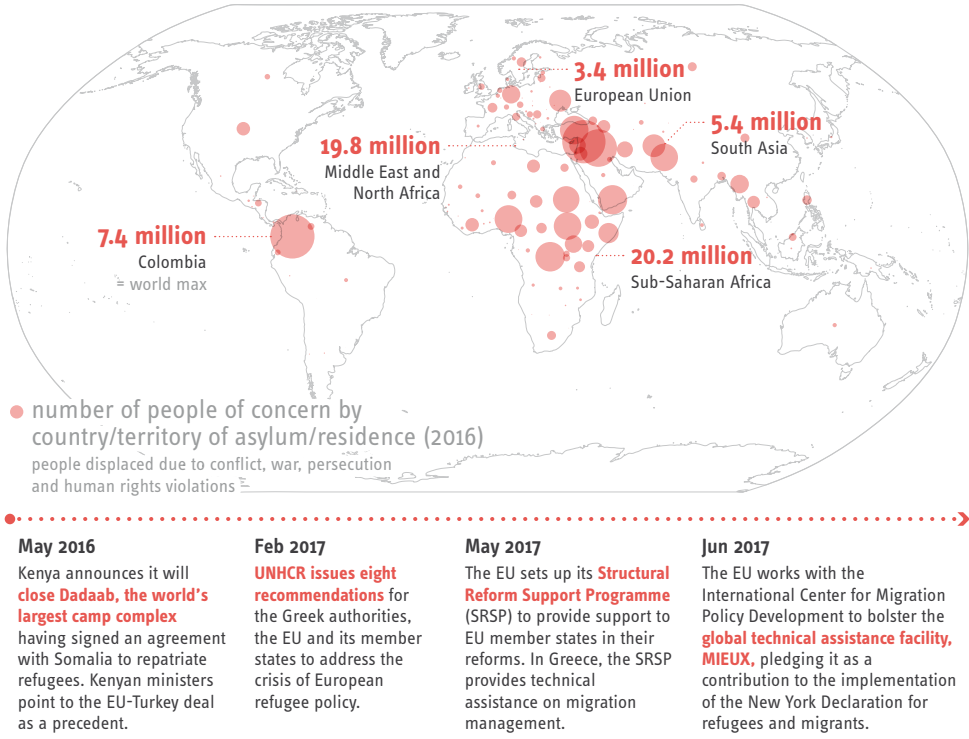 3.4 million
European Union
5.4 million
South Asia
19.8 million
Middle East and
North Africa
7.4 million
Colombia
= world max
20.2 million
Sub-Saharan Africa
number of people of concern by
country/territory of asylum/residence (2016)
people displaced due to conflict, war, persecution
and human rights violations
May 2016
Kenya announces it will
close Dadaab, the world's
largest camp complex
having signed an agreement
with Somalia to repatriate
refugees. Kenyan ministers
point to the EU-Turkey deal
as a precedent.
Feb 2017
UNHCR issues eight
recommendations for
the Greek authorities,
the EU and its member
states to address the
crisis of European
refugee policy.
May 2017
The EU sets up its Structural
Reform Support Programme
(SRSP) to provide support to
EU member states in their
reforms. In Greece, the SRSP
provides technical
assistance on migration
management.
Jun 2017
The EU works with the
International Center for Migration
Policy Development to bolster the
global technical assistance facility,
MIEUX, pledging it as a
contribution to the implementation
of the New York Declaration for
refugees and migrants.